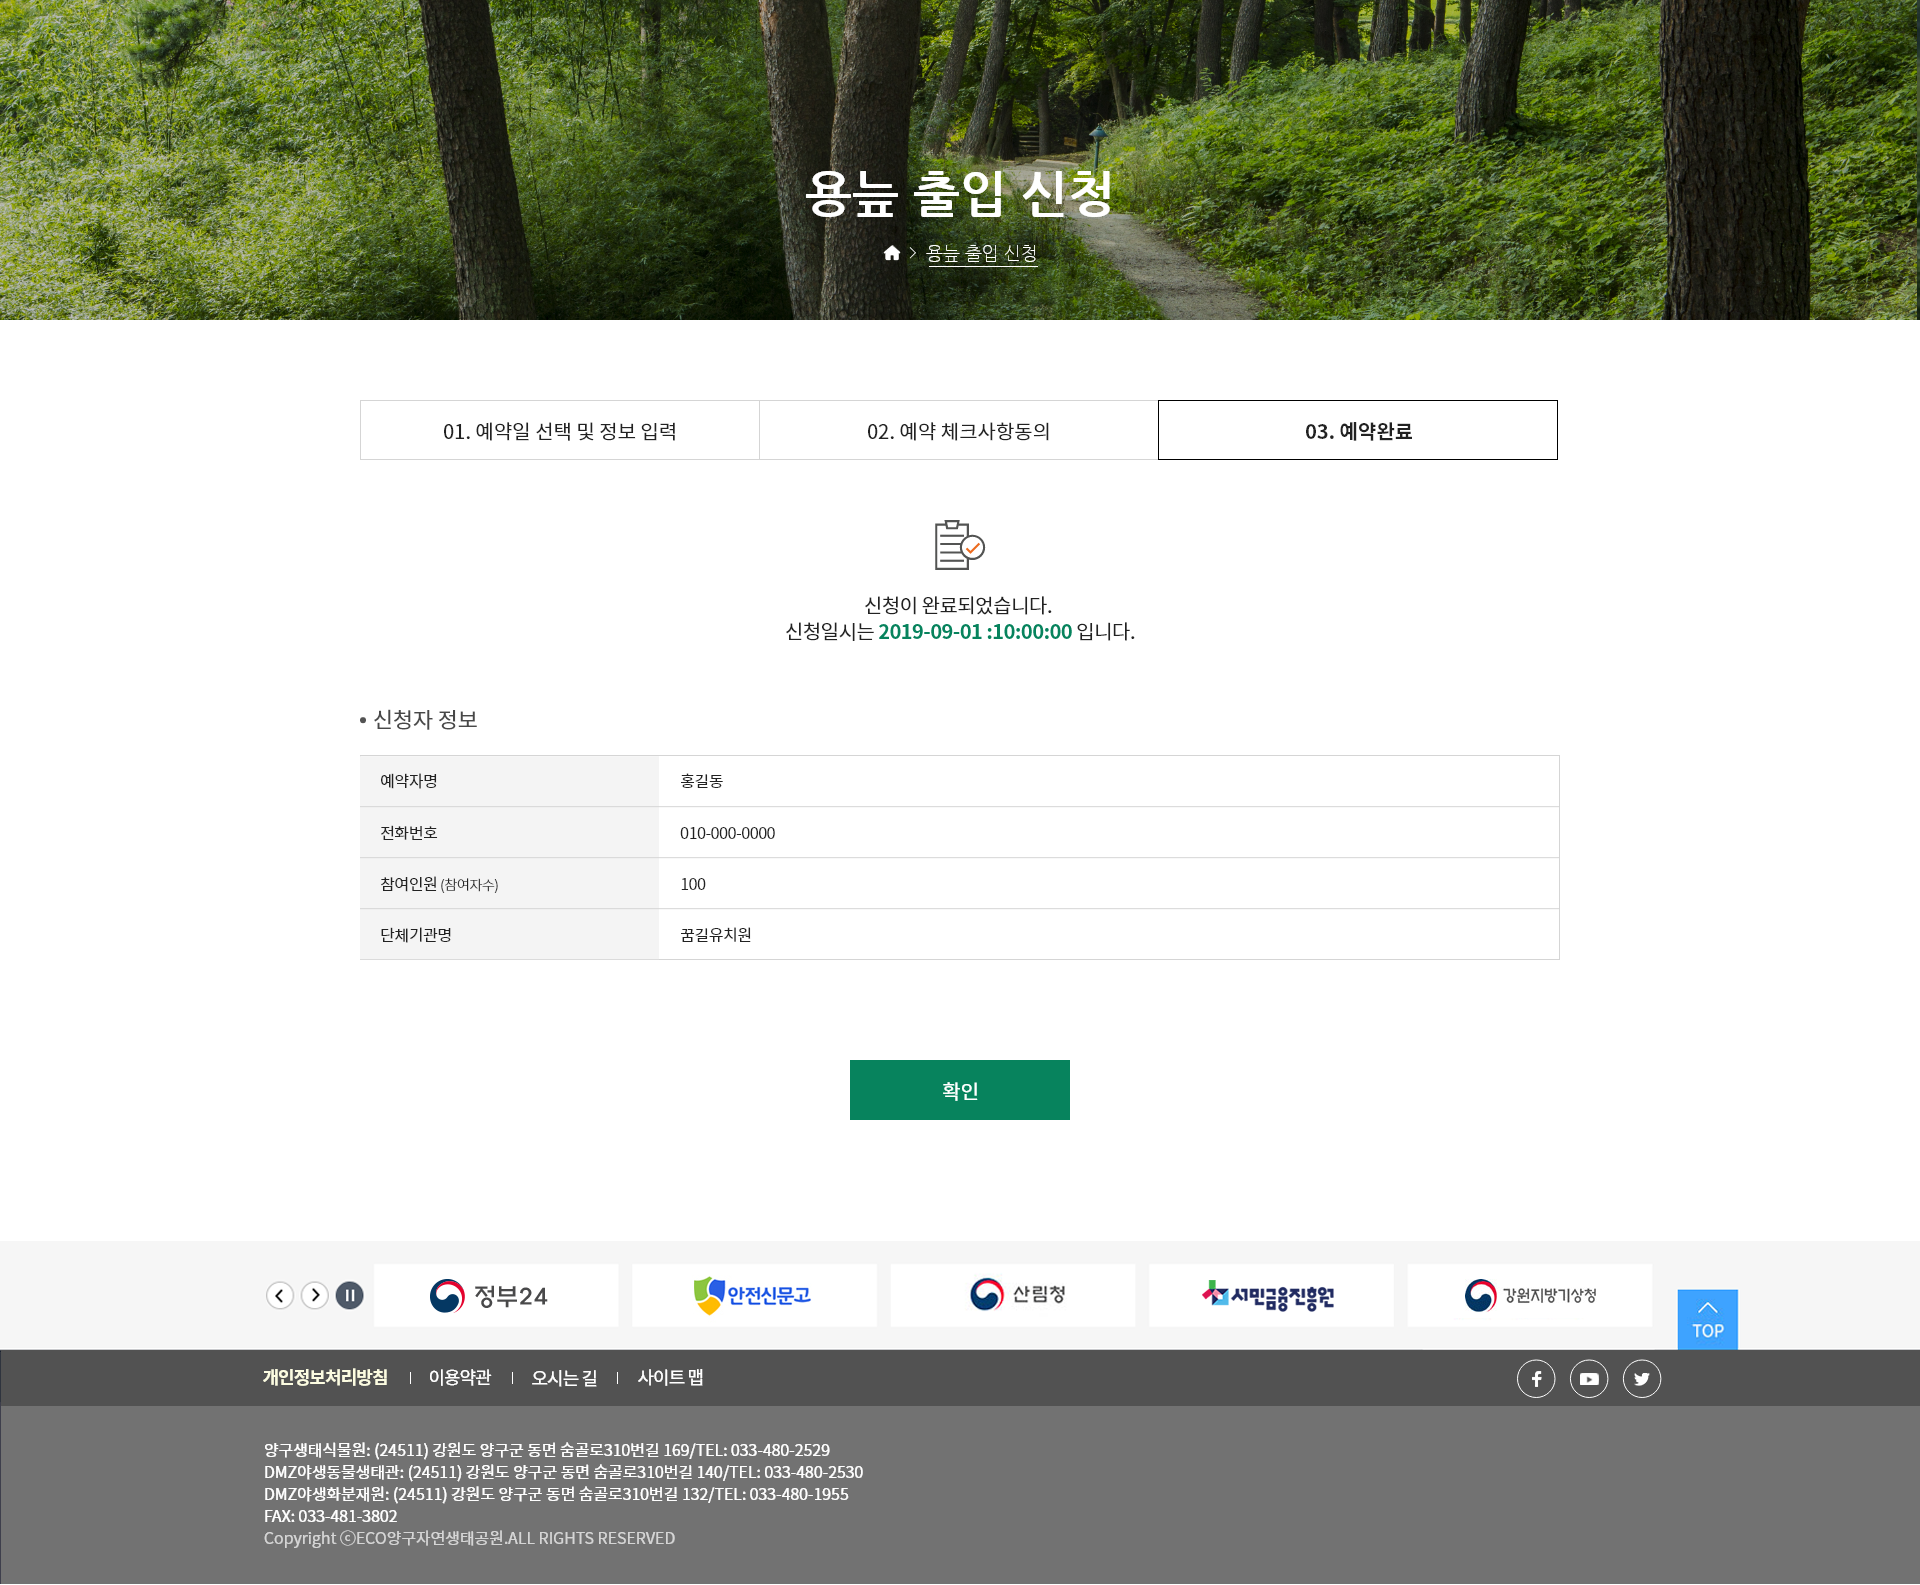 용늪 출입 신청
용늪 출입 신청
01. 예약일 선택 및 정보 입력
02. 예약 체크사항동의
03. 예약완료
신청이 완료되었습니다.
신청일시는 2019-09-01 :10:00:00 입니다.
• 신청자 정보
예약자명 홍길동
전화번호 010-000-0000
참여인원 (참여자수) 100
단체기관명 꿈길유치원
확인
정부24
안전신문고
산림청
서민금융진흥원
강원지방기상청
TOP
개인정보처리방침
이용약관
오시는 길
사이트 맵
양구생태식물원: (24511) 강원도 양구군 동면 숨골로310번길 169/TEL: 033-480-2529
DMZ야생동물생태관: (24511) 강원도 양구군 동면 숨골로310번길 140/TEL: 033-480-2530
DMZ야생화분재원: (24511) 강원도 양구군 동면 숨골로310번길 132/TEL: 033-480-1955
FAX: 033-481-3802
Copyright ⓒECO양구자연생태공원.ALL RIGHTS RESERVED